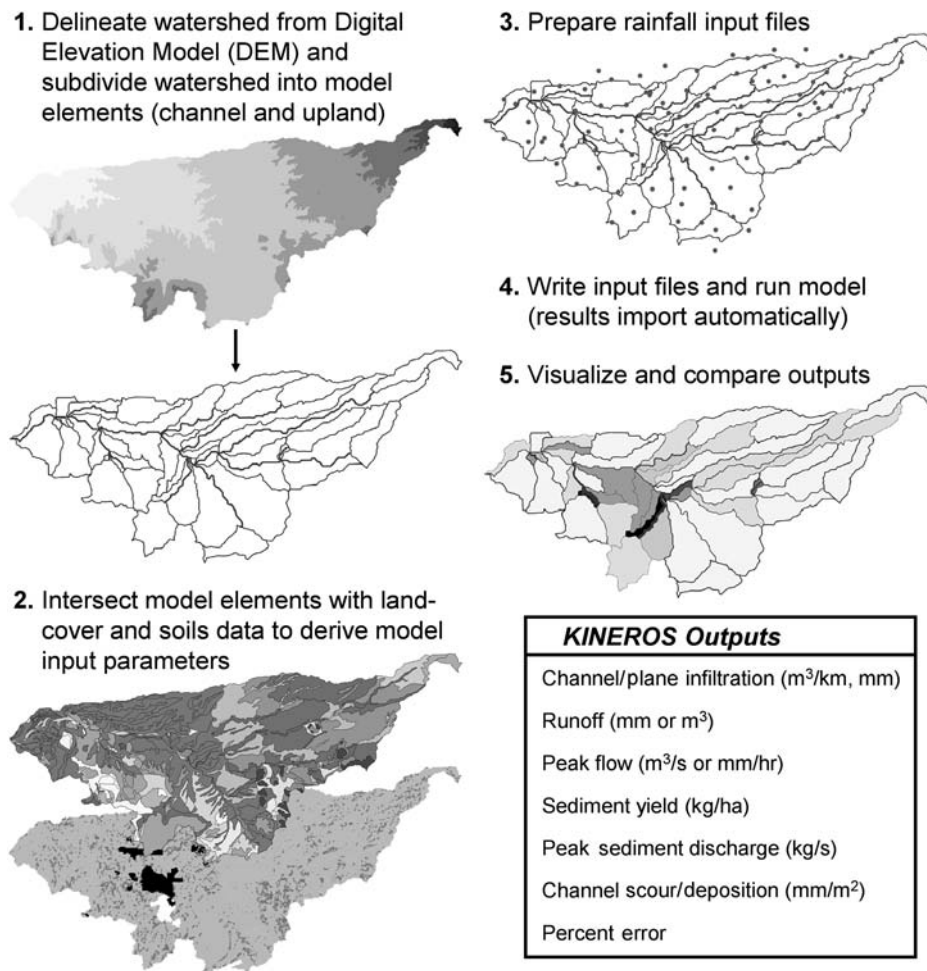 1. Delineate watershed from Digital
Elevation Model (DEM) and
subdivide watershed into model
elements (channel and upland)
2. Intersect model elements with land-
cover and soils data to derive model
input parameters
3. Prepare rainfall input files
4. Write input files and run model
(results import automatically)
5. Visualize and compare outputs
KINEROS Outputs
Channel/plane infiltration (m³/km, mm)
Runoff (mm or m³)
Peak flow (m³/s or mm/hr)
Sediment yield (kg/ha)
Peak sediment discharge (kg/s)
Channel scour/deposition (mm/m²)
Percent error